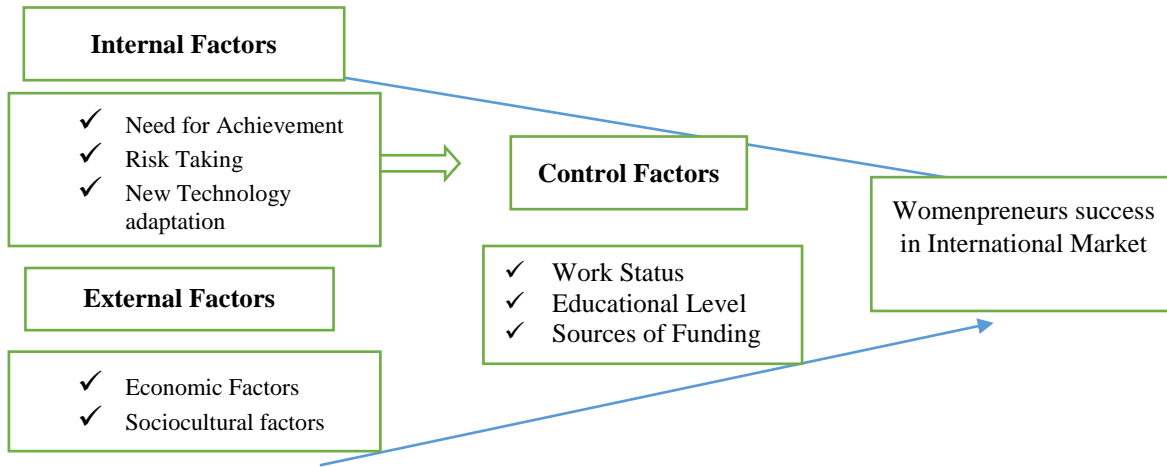 Internal Factors
✓ Need for Achievement
✓ Risk Taking
✓ New Technology
adaptation
External Factors
✓ Economic Factors
✓ Sociocultural factors
Control Factors
✓ Work Status
✓ Educational Level
✓ Sources of Funding
Womenpreneurs success
in International Market